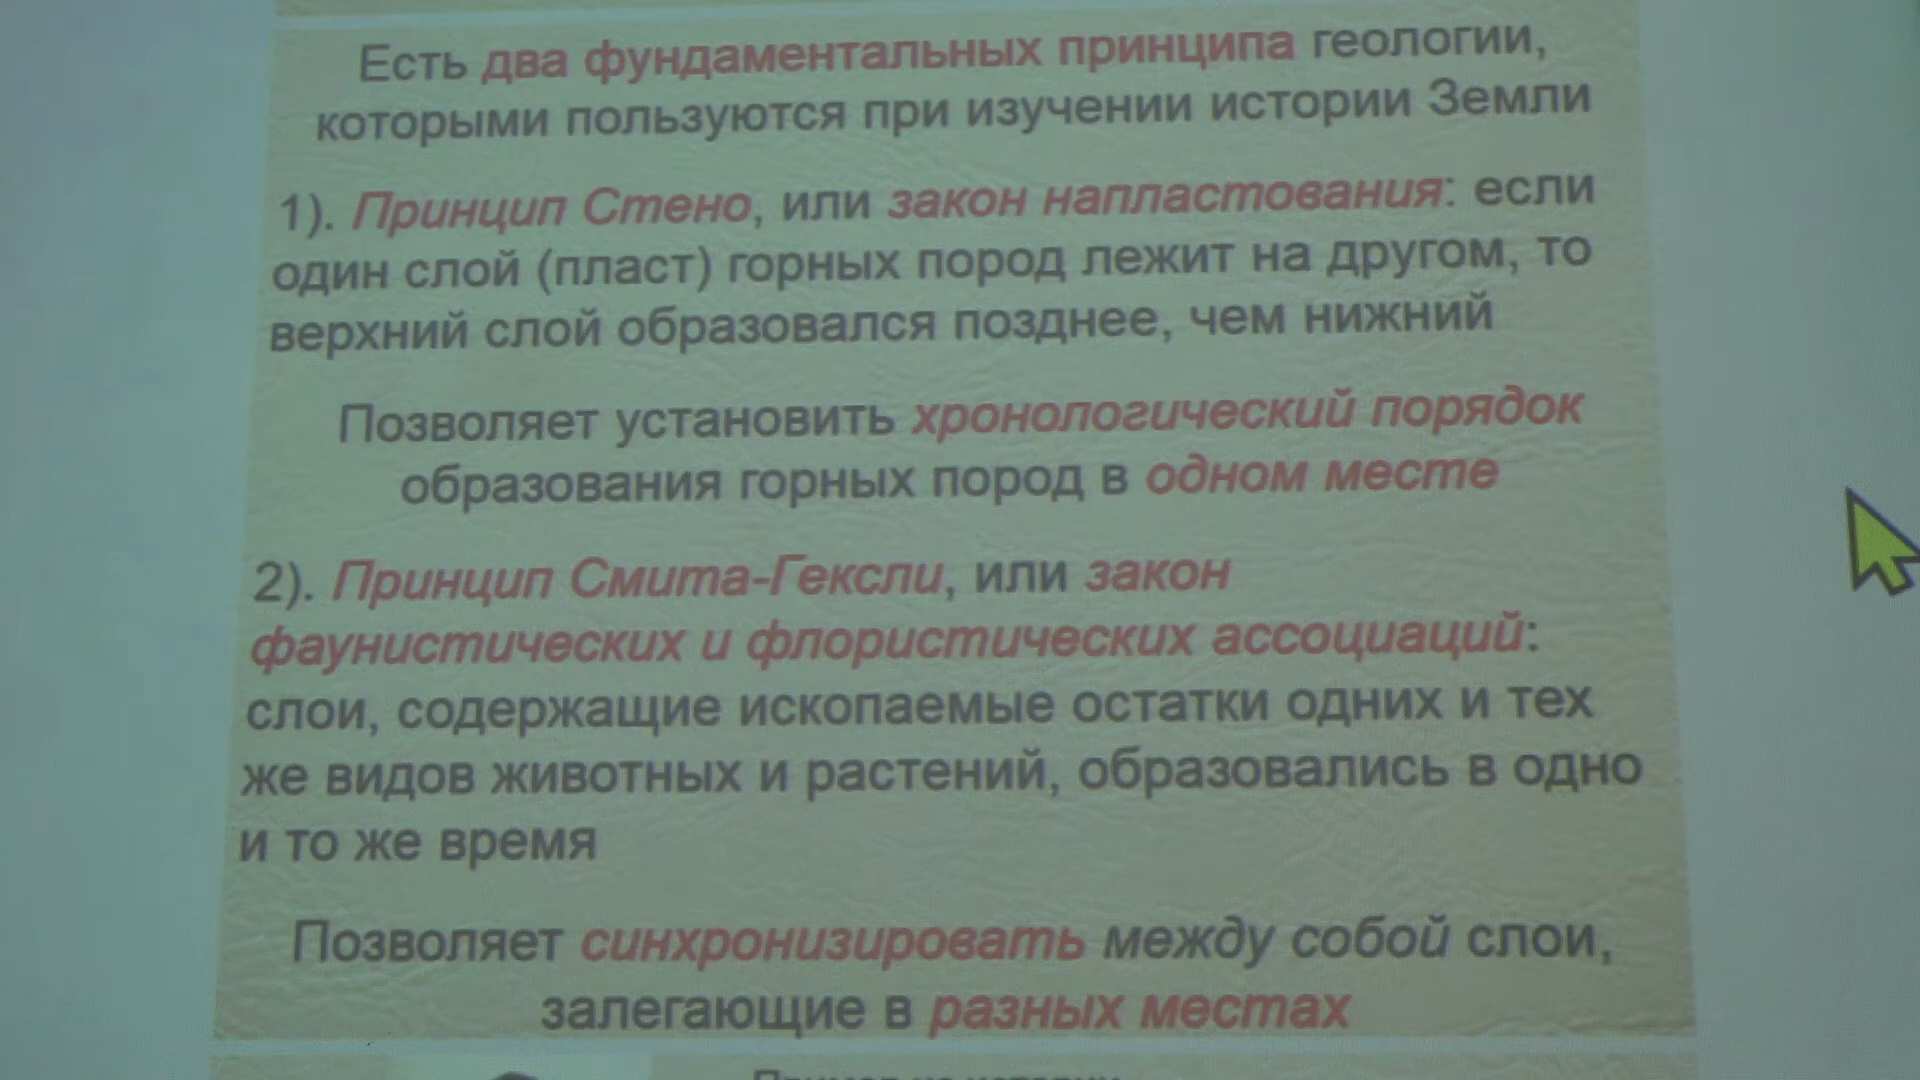 Есть два фундаментальных принципа геологии,
которыми пользуются при изучении истории Земли
1). Принцип Стено, или закон напластования: если
один слой (пласт) горных пород лежит на другом, то
верхний слой образовался позднее, чем нижний
Позволяет установить хронологический порядок
образования горных пород в одном месте
2). Принцип Смита-Гексли, или закон
фаунистических и флористических ассоциаций:
слои, содержащие ископаемые остатки одних и тех
же видов животных и растений, образовались в одно
и то же время
Позволяет синхронизировать между собой слои,
залегающие в разных местах